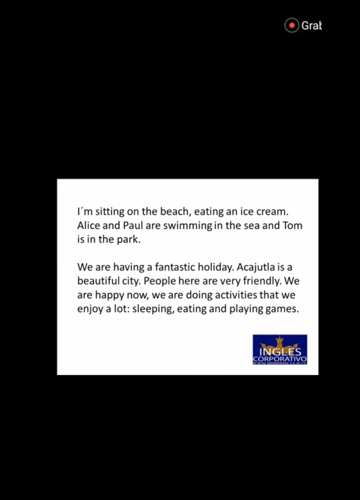 Grat
I´m sitting on the beach, eating an ice cream.
Alice and Paul are swimming in the sea and Tom
is in the park.
We are having a fantastic holiday. Acajutla is a
beautiful city. People here are very friendly. We
are happy now, we are doing activities that we
enjoy a lot: sleeping, eating and playing games.
INGLES
CORPORATIVO